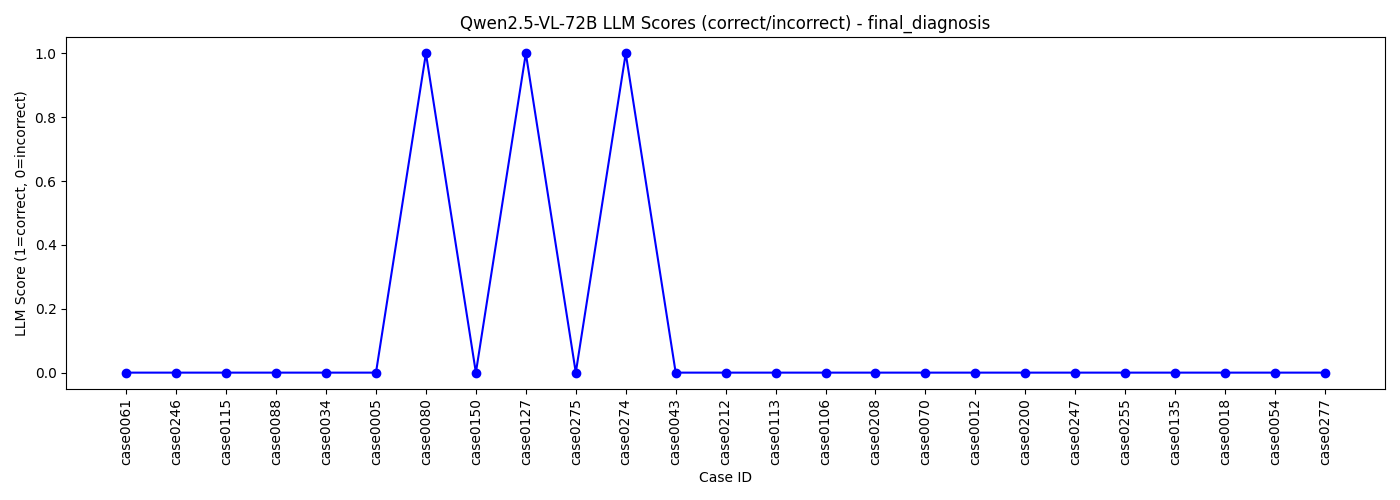 Qwen2.5-VL-72B LLM Scores (correct/incorrect) - final_diagnosis
LLM Score (1=correct, 0=incorrect)
1.0
0.8
0.6
0.4
0.2
0.0
case0061
case0246
case0115
case0088
case0034
case0005
case0080
case0150
case0127
case0275
case0274
case0043
case0212
case0113
case0106
case0208
case0070
case0012
case0200
case0247
case0255
case0135
case0018
case0054
case0277
Case ID